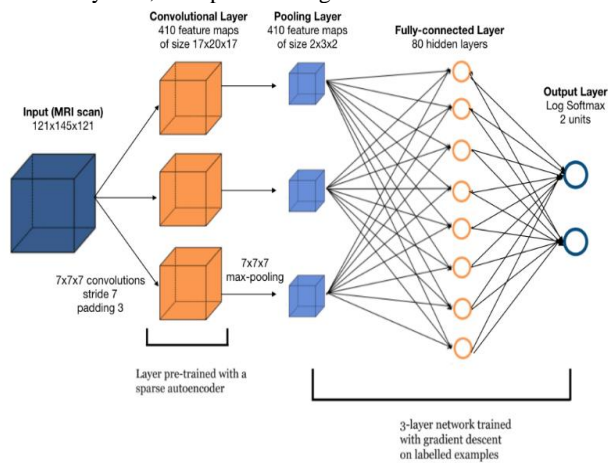 Convolutional Layer
410 feature maps
of size 17x20x17
Pooling Layer
410 feature maps
of size 2x3x2
Fully-connected Layer
80 hidden layers
Output Layer
Log Softmax
2 units
Input (MRI scan)
121x145x121
7x7x7 convolutions
stride 7
padding 3
7x7x7
max-pooling
Layer pre-trained with a
sparse autoencoder
3-layer network trained
with gradient descent
on labelled examples